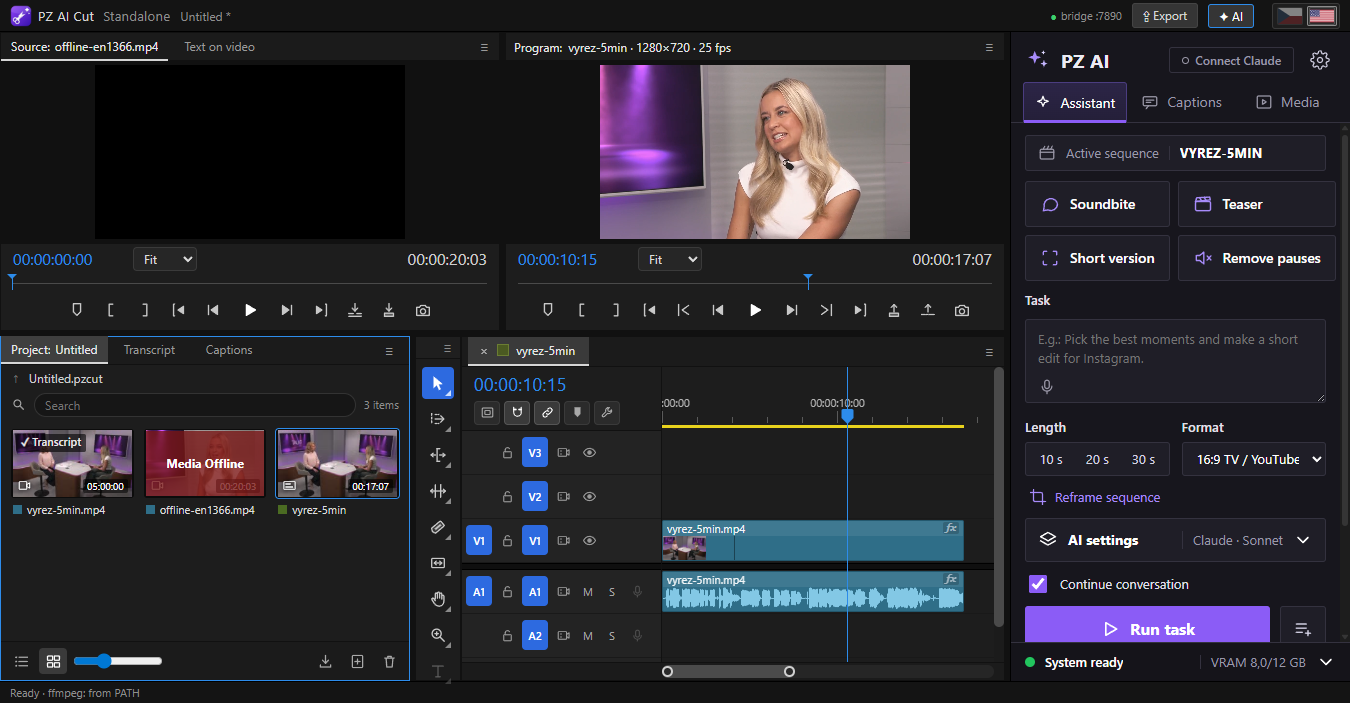 PZ AI Cut Standalone Untitled *
bridge :7890 Export AI
Source: offline-en1366.mp4 Text on video
Program: vyrez-5min · 1280×720 · 25 fps
00:00:00:00 Fit 00:00:20:03
00:00:10:15 Fit 00:00:17:07
Project: Untitled Transcript Captions
Untitled.pzcut
Search 3 items
Transcript
05:00:00
Media Offline
00:20:03
00:17:07
vyrez-5min.mp4 offline-en1366.mp4 vyrez-5min
× vyrez-5min
00:00:10:15
:00:00 00:00:10:00
V3
V2
V1 V1
vyrez-5min.mp4 fx
A1 A1 M S
vyrez-5min.mp4 fx
A2 M S
PZ AI Connect Claude
Assistant Captions Media
Active sequence VYREZ-5MIN
Soundbite Teaser
Short version Remove pauses
Task
E.g.: Pick the best moments and make a short
edit for Instagram.
Length Format
10 s 20 s 30 s 16:9 TV / YouTube
Reframe sequence
AI settings Claude · Sonnet
Continue conversation
Run task
System ready VRAM 8,0/12 GB
Ready · ffmpeg: from PATH